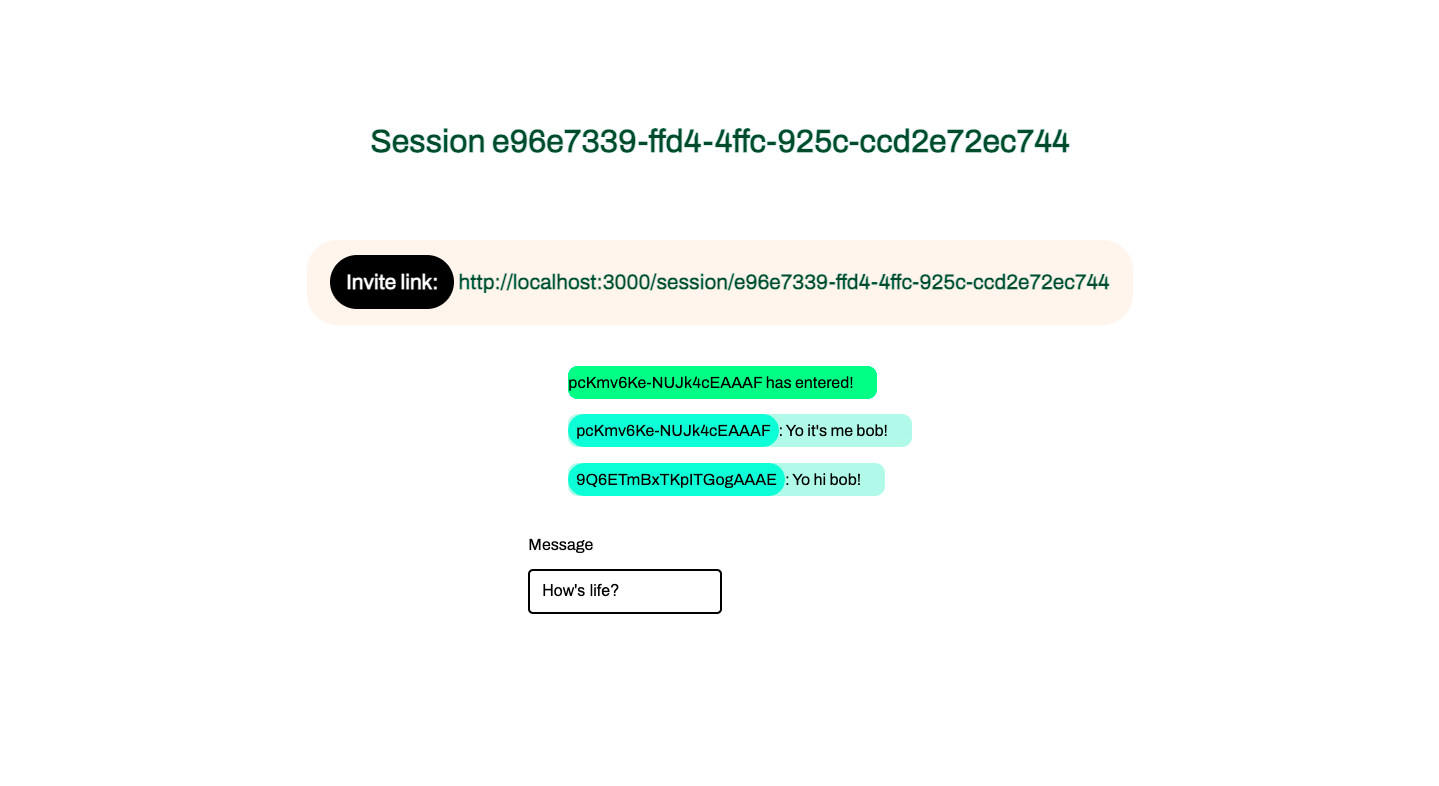 Session e96e7339-ffd4-4ffc-925c-ccd2e72ec744
Invite link: http://localhost:3000/session/e96e7339-ffd4-4ffc-925c-ccd2e72ec744
pcKmv6Ke-NUJk4cEAAAF has entered!
pcKmv6Ke-NUJk4cEAAAF : Yo it's me bob!
9Q6ETmBxTKpITGogAAAE : Yo hi bob!
Message
How's life?